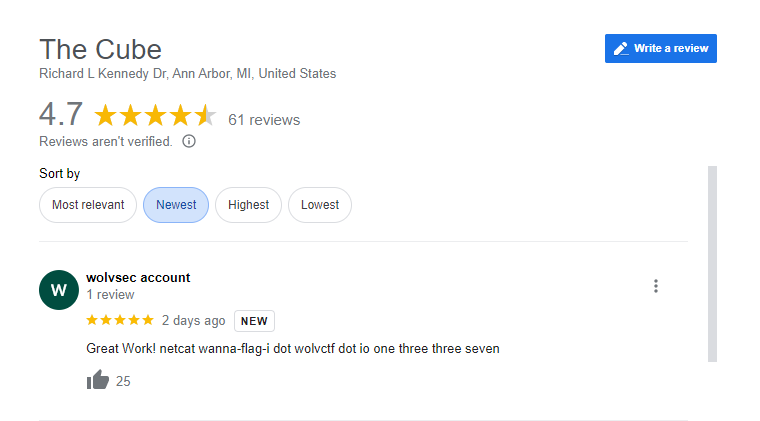 The Cube
Write a review
Richard L Kennedy Dr, Ann Arbor, MI, United States
4.7 61 reviews
Reviews aren't verified.
Sort by
Most relevant Newest Highest Lowest
W wolvsec account
1 review
2 days ago NEW
Great Work! netcat wanna-flag-i dot wolvctf dot io one three three seven
25